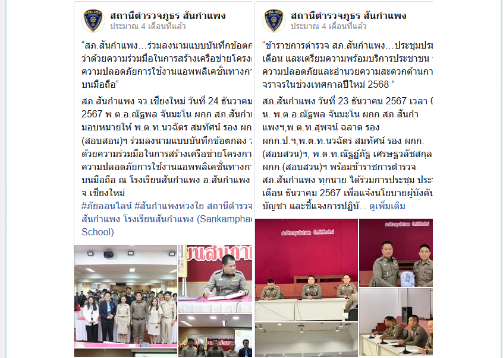 สถานีตำรวจภูธร สันกำแพง
ประมาณ 4 เดือนที่แล้ว
"สภ.สันกำแพง...ร่วมลงนามแบบบันทึกข้อตก
ว่าด้วยความร่วมมือในการสร้างเครือข่ายโครง
ความปลอดภัยการใช้งานแอพพลิเคชั่นทางกา
บนมือถือ"
สภ.สันกำแพง จว.เชียงใหม่ วันที่ 24 ธันวาคม
2567 พ.ต.อ.ณัฐพล จันมะโน ผกก.สภ.สันกำ
มอบหมายให้ พ.ต.ท.นวฉัตร สมทัศน์ รอง ผก
(สอบสวน)ฯ ร่วมลงนามแบบบันทึกข้อตกลง ว
ด้วยความร่วมมือในการสร้างเครือข่ายโครงการ
ความปลอดภัยการใช้งานแอพพลิเคชั่นทางการ
บนมือถือ ณ โรงเรียนสันกำแพง อ.สันกำแพง
จ.เชียงใหม่
#ภัยออนไลน์ #สันกำแพงห่วงใย สถานีตำรว
สันกำแพง โรงเรียนสันกำแพง (Sankamphae
School)
สถานีตำรวจภูธร สันกำแพง
ประมาณ 4 เดือนที่แล้ว
"ข้าราชการตำรวจ สภ.สันกำแพง...ประชุมประ
เดือน และเตรียมความพร้อมบริการประชาชน
ความปลอดภัยและอำนวยความสะดวกด้านกา
จราจรในช่วงเทศกาลปีใหม่ 2568 "
สภ.สันกำแพง วันที่ 23 ธันวาคม 2567 เวลา
น. พ.ต.อ.ณัฐพล จันมะโน ผกก.สภ.สันกำ
แพงฯ,พ.ต.ท.สุพจน์ ฉลาด รอง
ผกก.ป.ฯ,พ.ต.ท.นวฉัตร สมทัศน์ รอง ผกก.
(สอบสวน)ฯ, พ.ต.ท.ณัฏฐ์ภัฐ เศรษฐวลัชสกุล
ผกก.(สอบสวน)ฯ พร้อมข้าราชการตำรวจ
สภ.สันกำแพง ทุกนาย ได้ร่วมการประชุม ประ
เดือน ธันวาคม 2567 เพื่อแจ้งนโยบายผู้บังคับ
บัญชา และชี้แจงการปฏิบั... ดูเพิ่มเติม